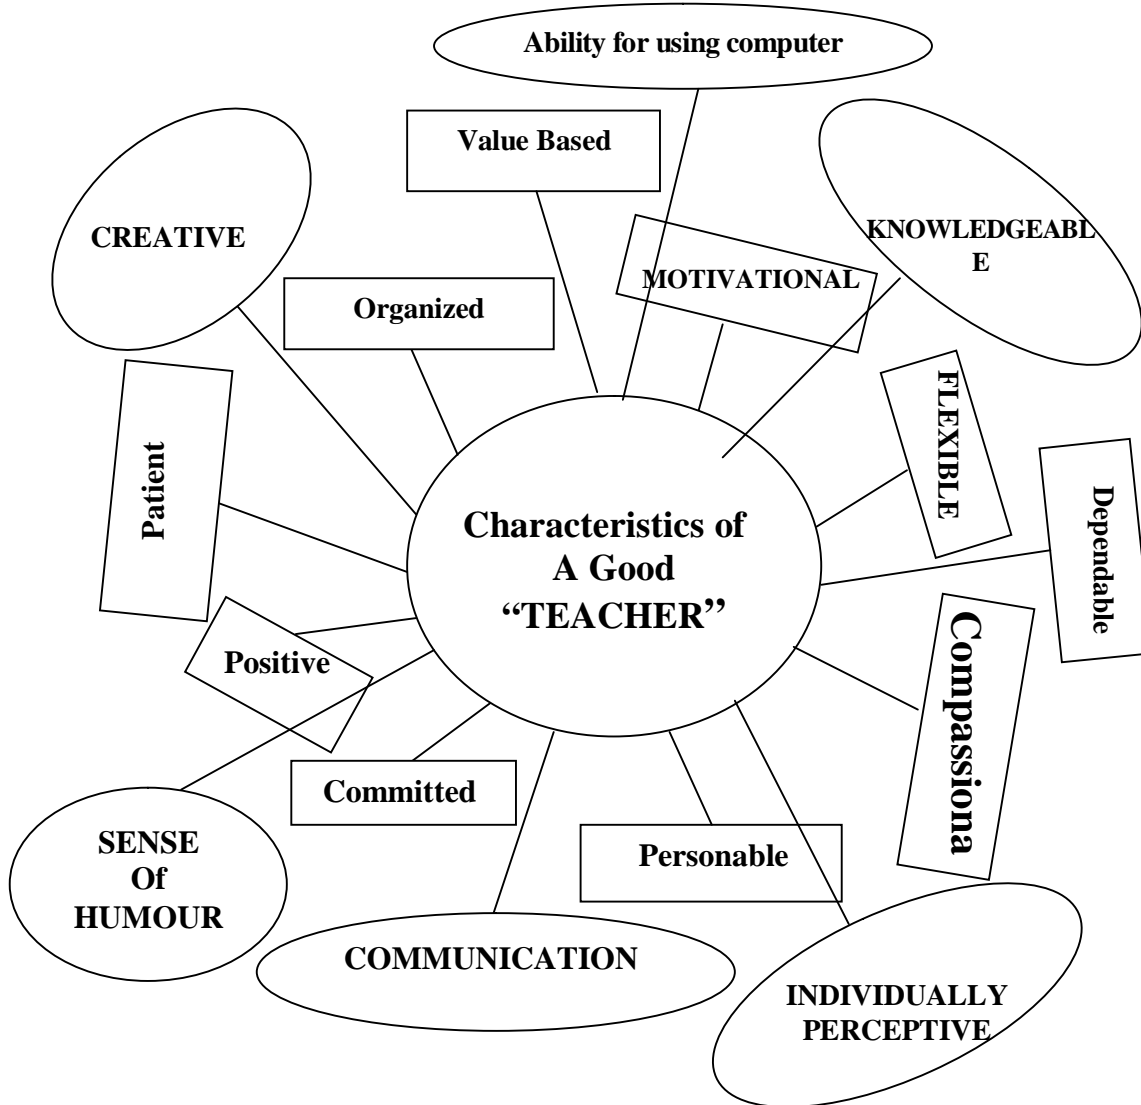 Ability for using computer
Value Based
CREATIVE
KNOWLEDGEABL
E
MOTIVATIONAL
Organized
FLEXIBLE
Patient
Dependable
Characteristics of
A Good
“TEACHER”
Compassiona
Positive
Committed
SENSE
Of
HUMOUR
Personable
COMMUNICATION
INDIVIDUALLY
PERCEPTIVE